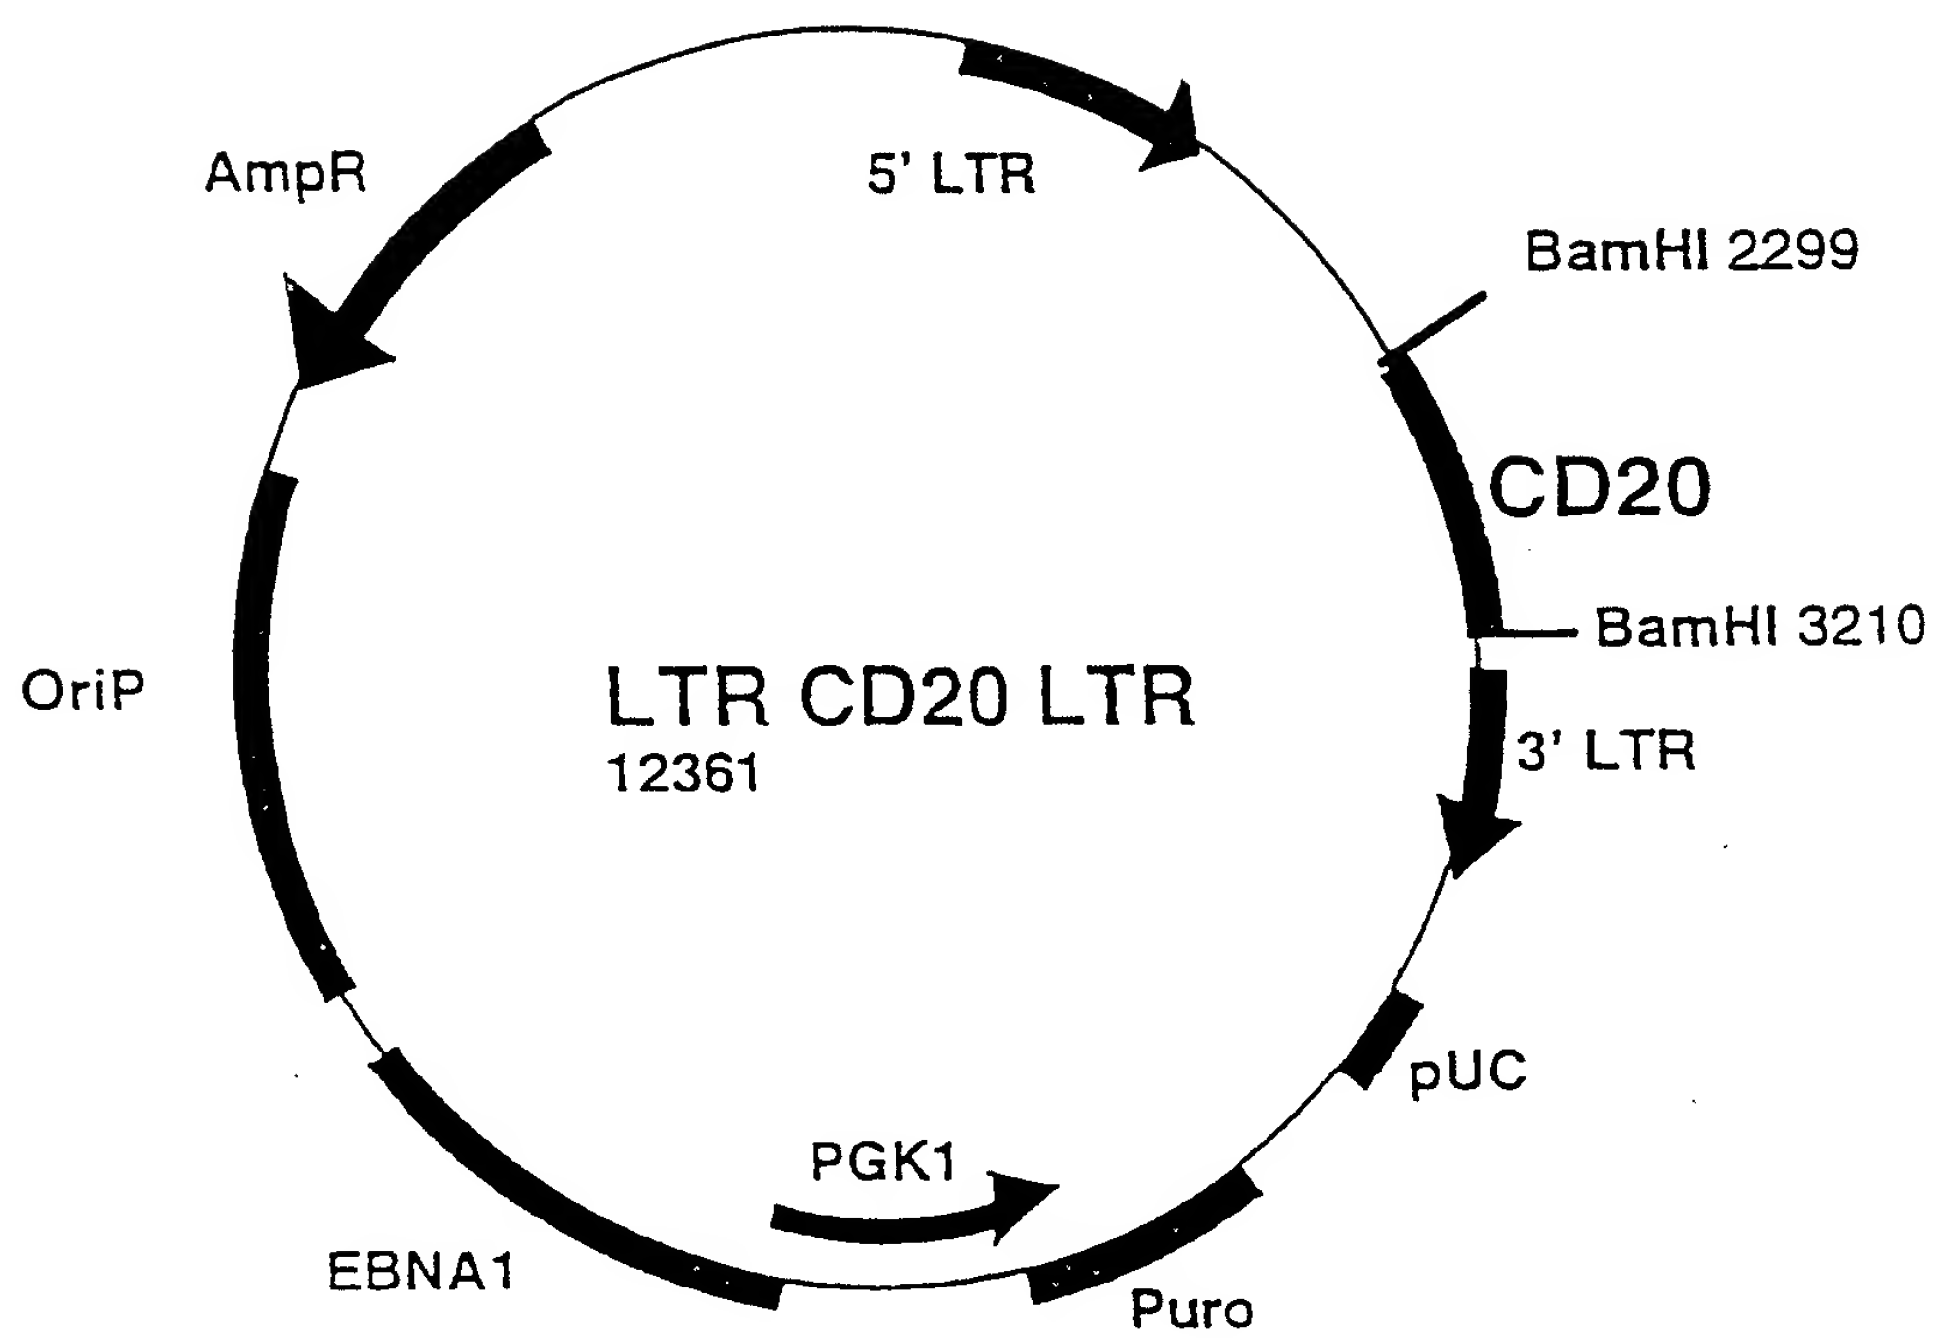 AmpR
5' LTR
BamHI 2299
CD20
BamHI 3210
OriP
LTR CD20 LTR
12361
3' LTR
pUC
PGK1
EBNA1
Puro